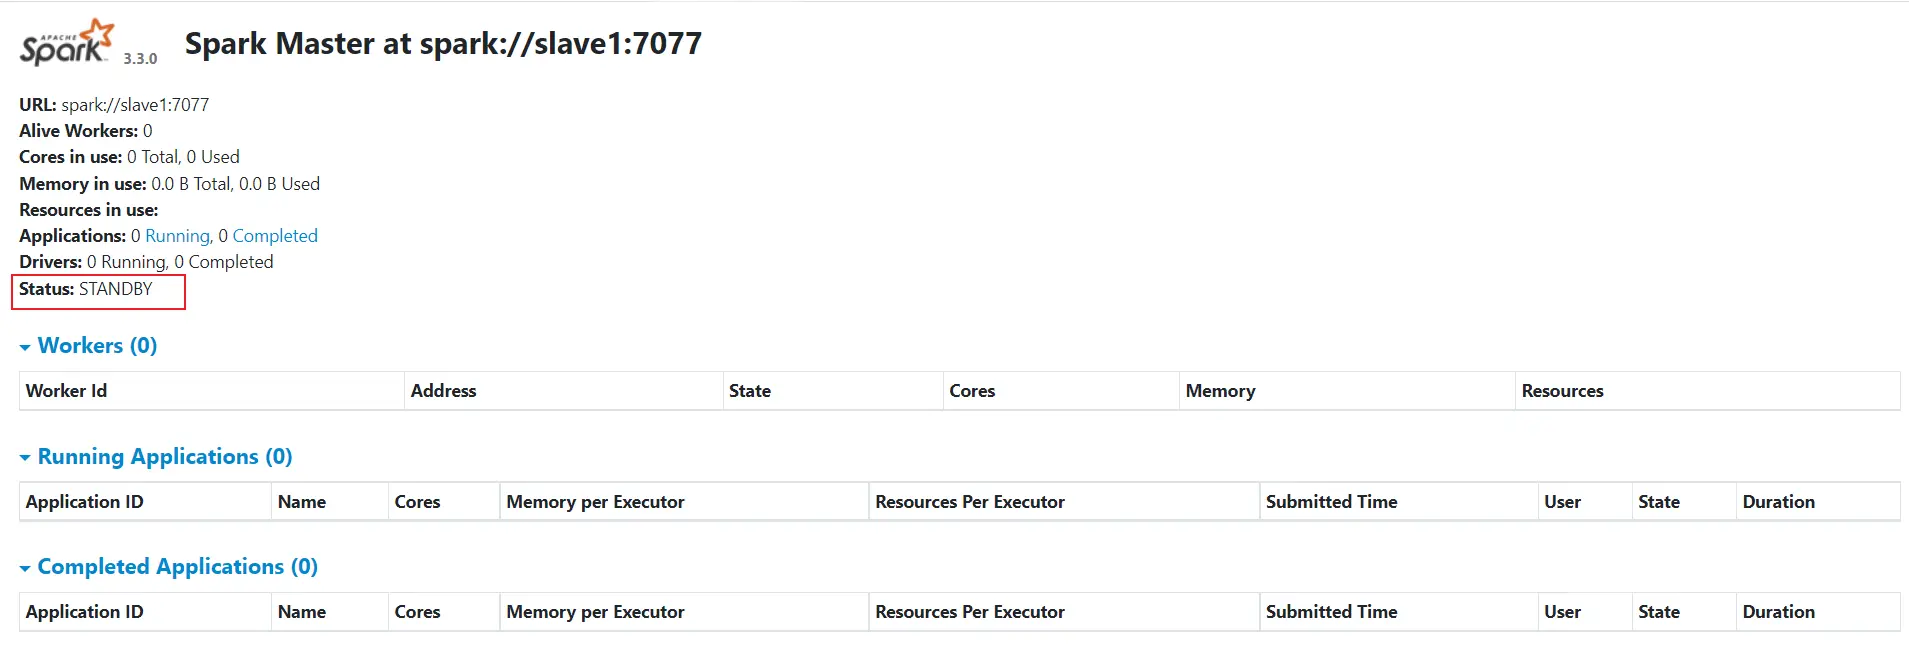 APACHE
Spark 3.3.0 Spark Master at spark://slave1:7077
URL: spark://slave1:7077
Alive Workers: 0
Cores in use: 0 Total, 0 Used
Memory in use: 0.0 B Total, 0.0 B Used
Resources in use:
Applications: 0 Running, 0 Completed
Drivers: 0 Running, 0 Completed
Status: STANDBY
Workers (0)
Worker Id Address State Cores Memory Resources
Running Applications (0)
Application ID Name Cores Memory per Executor Resources Per Executor Submitted Time User State Duration
Completed Applications (0)
Application ID Name Cores Memory per Executor Resources Per Executor Submitted Time User State Duration